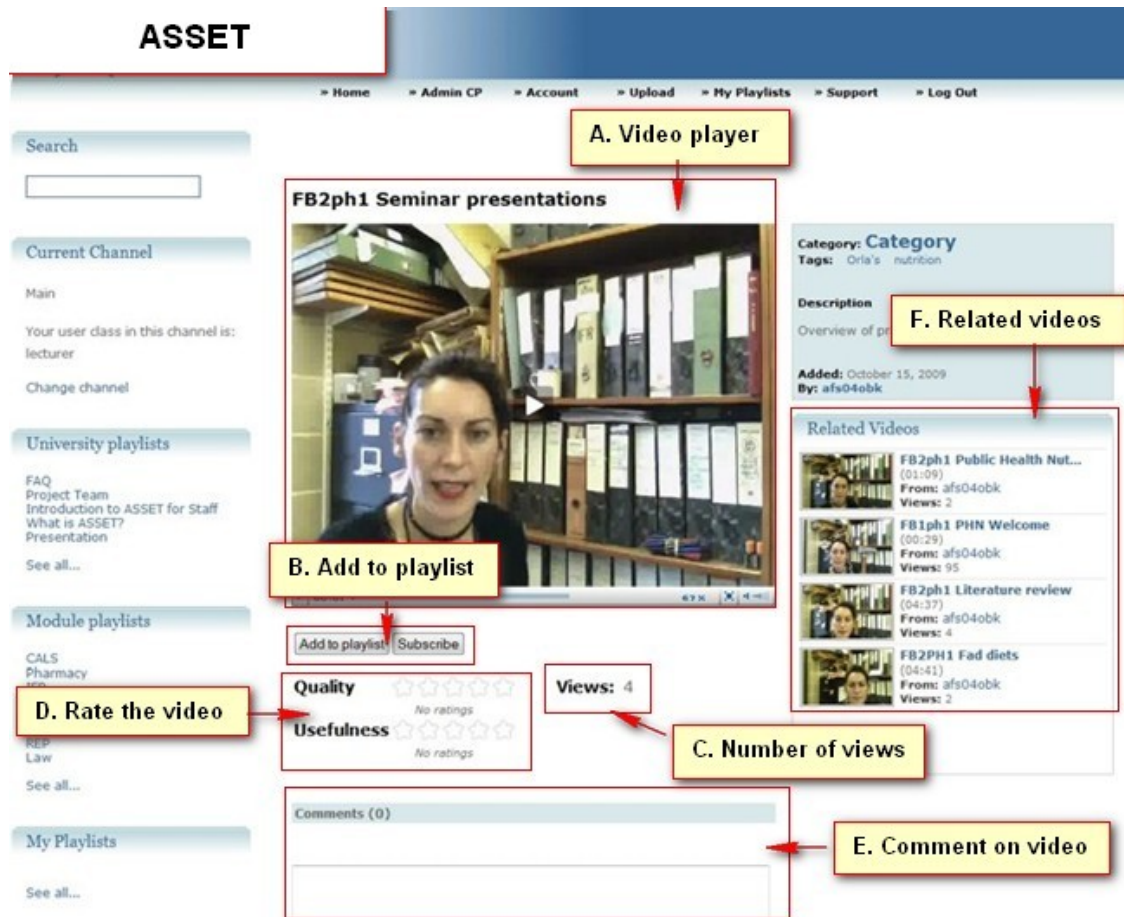 ASSET
» Home » Admin CP » Account » Upload » My Playlists » Support » Log Out
A. Video player
Search
Current Channel
Main
Your user class in this channel is:
lecturer
Change channel
University playlists
FAQ
Project Team
Introduction to ASSET for Staff
What is ASSET?
Presentation
See all...
Module playlists
CALS
Pharmacy
REP
Law
See all...
My Playlists
See all...
FB2ph1 Seminar presentations
B. Add to playlist
Add to playlist Subscribe
D. Rate the video
Quality
No ratings
Usefulness
No ratings
Views: 4
C. Number of views
Comments (0)
E. Comment on video
Category: Category
Tags: Orla's nutrition
Description
Overview of
F. Related videos
Added: October 15, 2009
By: afs04obk
Related Videos
FB2ph1 Public Health Nut...
(01:09)
From: afs04obk
Views: 2
FB1ph1 PHN Welcome
(00:29)
From: afs04obk
Views: 95
FB2ph1 Literature review
(04:37)
From: afs04obk
Views: 4
FB2PH1 Fad diets
(04:41)
From: afs04obk
Views: 2